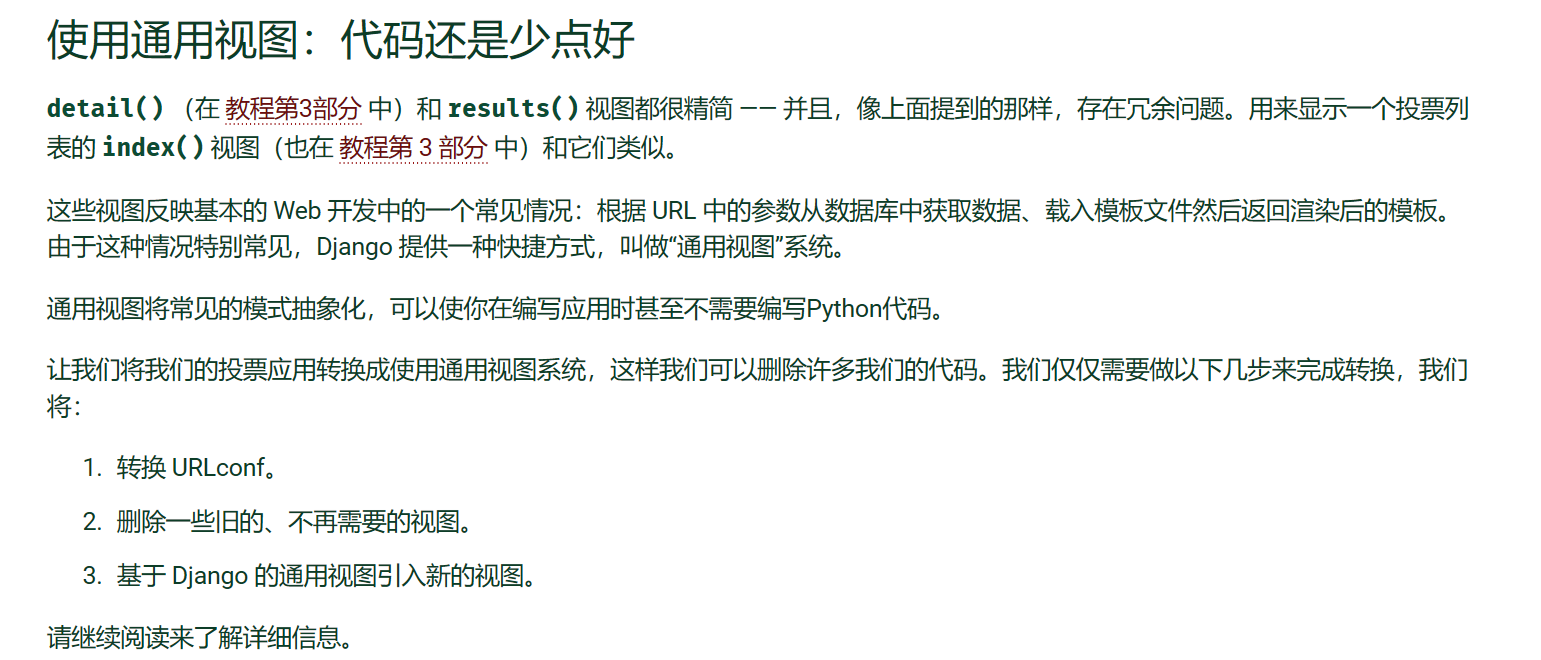 使用通用视图：代码还是少点好
detail()（在 教程第3部分 中）和 results() 视图都很精简 —— 并且，像上面提到的那样，存在冗余问题。用来显示一个投票列
表的 index() 视图（也在 教程第 3 部分 中）和它们类似。
这些视图反映基本的 Web 开发中的一个常见情况：根据 URL 中的参数从数据库中获取数据、载入模板文件然后返回渲染后的模板。
由于这种情况特别常见，Django 提供一种快捷方式，叫做“通用视图”系统。
通用视图将常见的模式抽象化，可以使你在编写应用时甚至不需要编写Python代码。
让我们将我们的投票应用转换成使用通用视图系统，这样我们可以删除许多我们的代码。我们仅仅需要做以下几步来完成转换，我们
将：
1. 转换 URLconf。
2. 删除一些旧的、不再需要的视图。
3. 基于 Django 的通用视图引入新的视图。
请继续阅读来了解详细信息。